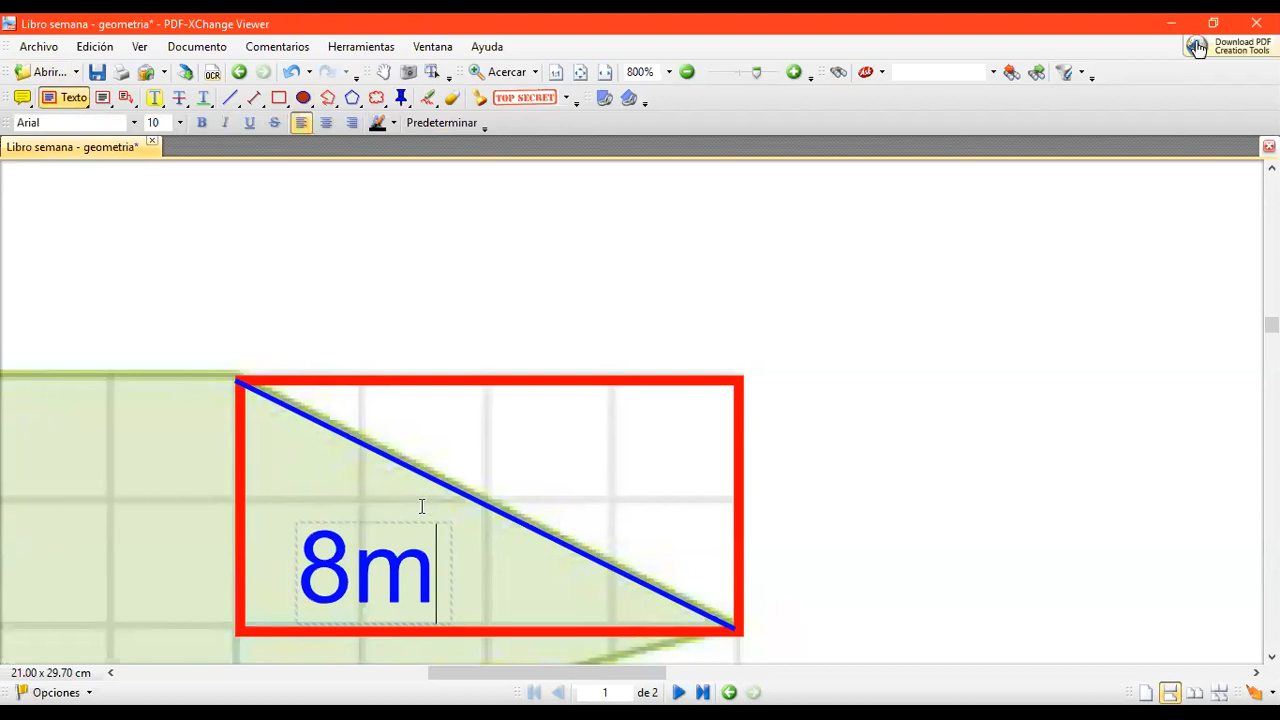 Libro semana - geometria* - PDF-XChange Viewer
Archivo Edición Ver Documento Comentarios Herramientas Ventana Ayuda
Download PDF
Creation Tools
Abrir... OCR Acercar 800%
Texto T T T TOP SECRET
Arial 10 B I U S Predeterminar
Libro semana - geometria*
8m
21.00 x 29.70 cm
Opciones 1 de 2